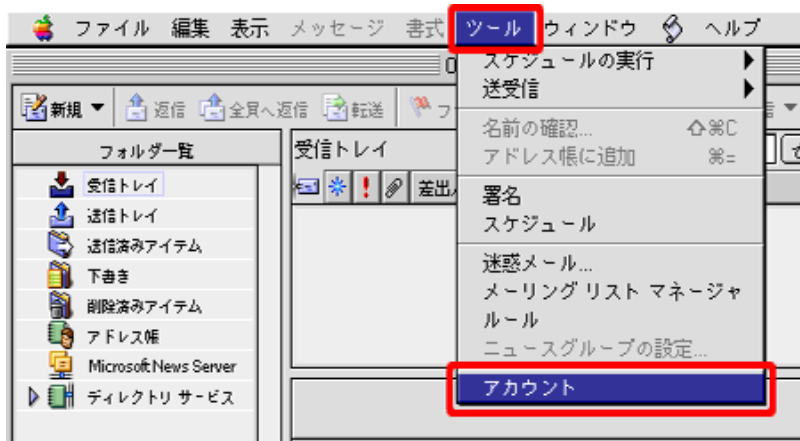 ファイル 編集 表示 メッセージ 書式 ツール ウィンドウ ヘルプ
新規 返信 全員へ返信 転送
フォルダ一覧
受信トレイ
送信トレイ
送信済みアイテム
下書き
削除済みアイテム
アドレス帳
Microsoft News Server
ディレクトリ サービス
受信トレイ
差出
スケジュールの実行
送受信
名前の確認... ⇧⌘C
アドレス帳に追加 ⌘=
署名
スケジュール
迷惑メール...
メーリング リスト マネージャ
ルール
ニュースグループの設定...
アカウント